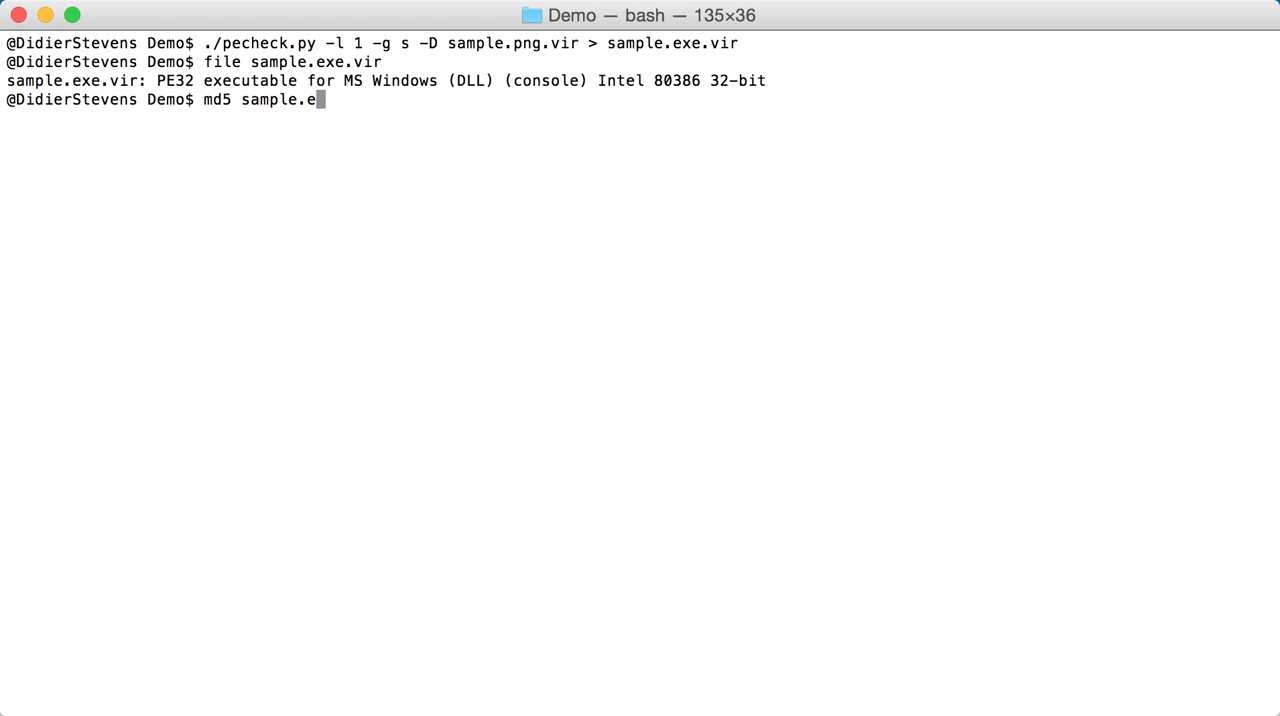 Demo — bash — 135×36
@DidierStevens Demo$ ./pecheck.py -l 1 -g s -D sample.png.vir > sample.exe.vir
@DidierStevens Demo$ file sample.exe.vir
sample.exe.vir: PE32 executable for MS Windows (DLL) (console) Intel 80386 32-bit
@DidierStevens Demo$ md5 sample.e